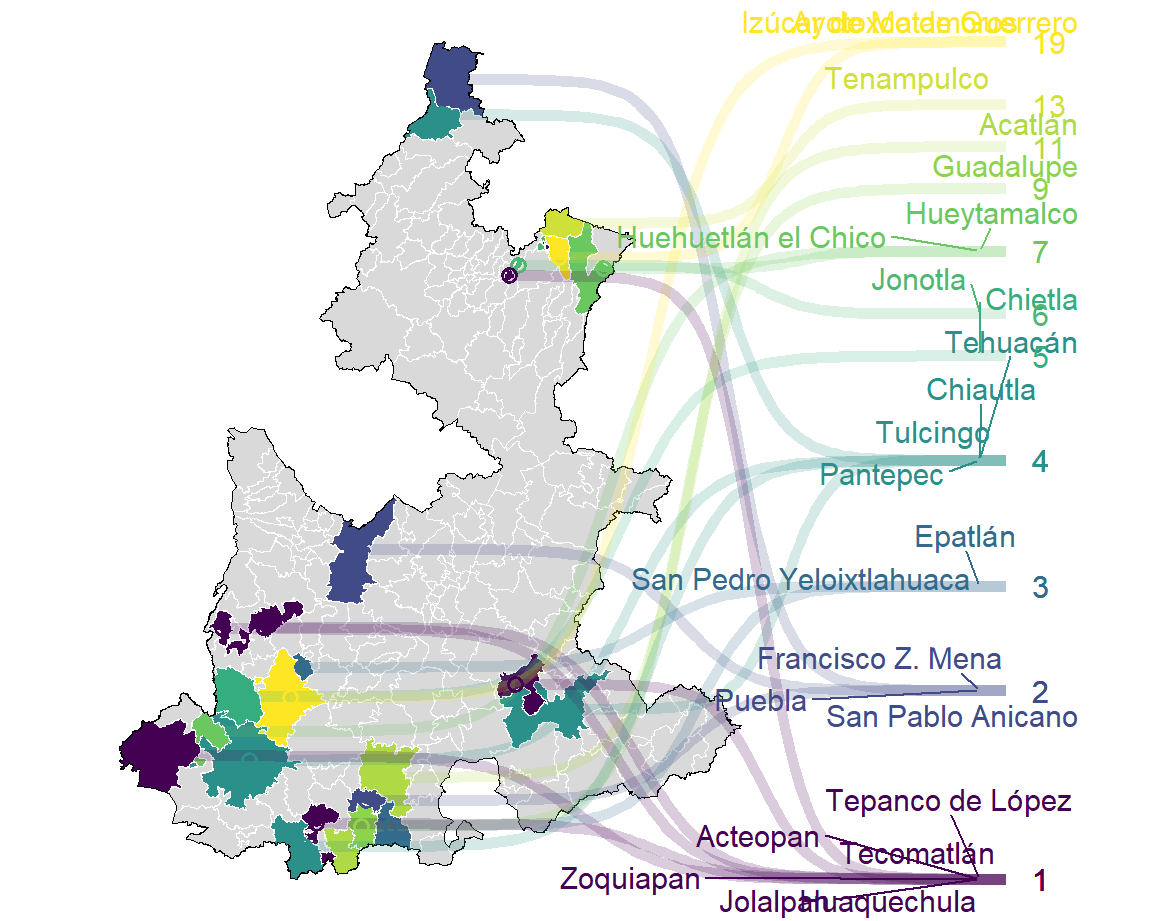 Izúcar de Matamoros
Ayotoxco de Guerrero
19
Tenampulco
13
Acatlán
11
Guadalupe
9
Hueytamalco
Huehuetlán el Chico
7
Jonotla
Chietla
6
Tehuacán
5
Chiautla
Tulcingo
4
Pantepec
Epatlán
San Pedro Yeloixtlahuaca
3
Francisco Z. Mena
2
Puebla
San Pablo Anicano
Tepanco de López
Acteopan
Tecomatlán
Zoquiapan
1
Jolalpan
Huaquechula